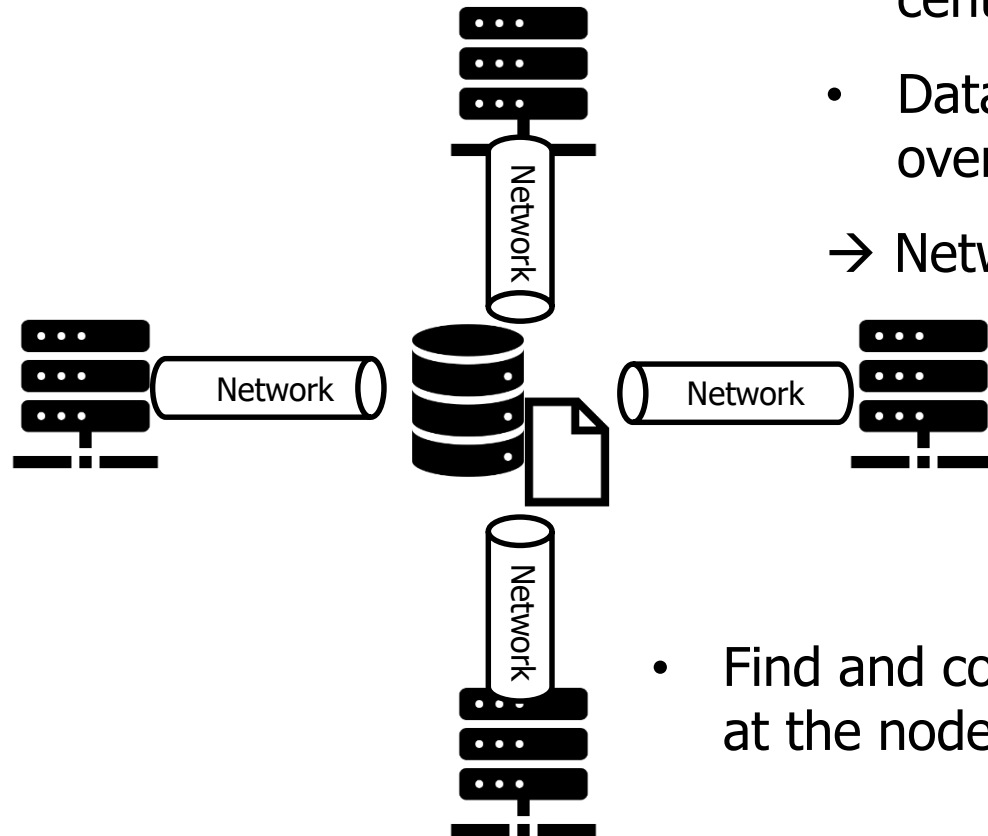 cent
• Data
over
Network
→ Netw
Network
Network
Network
• Find and co
at the node